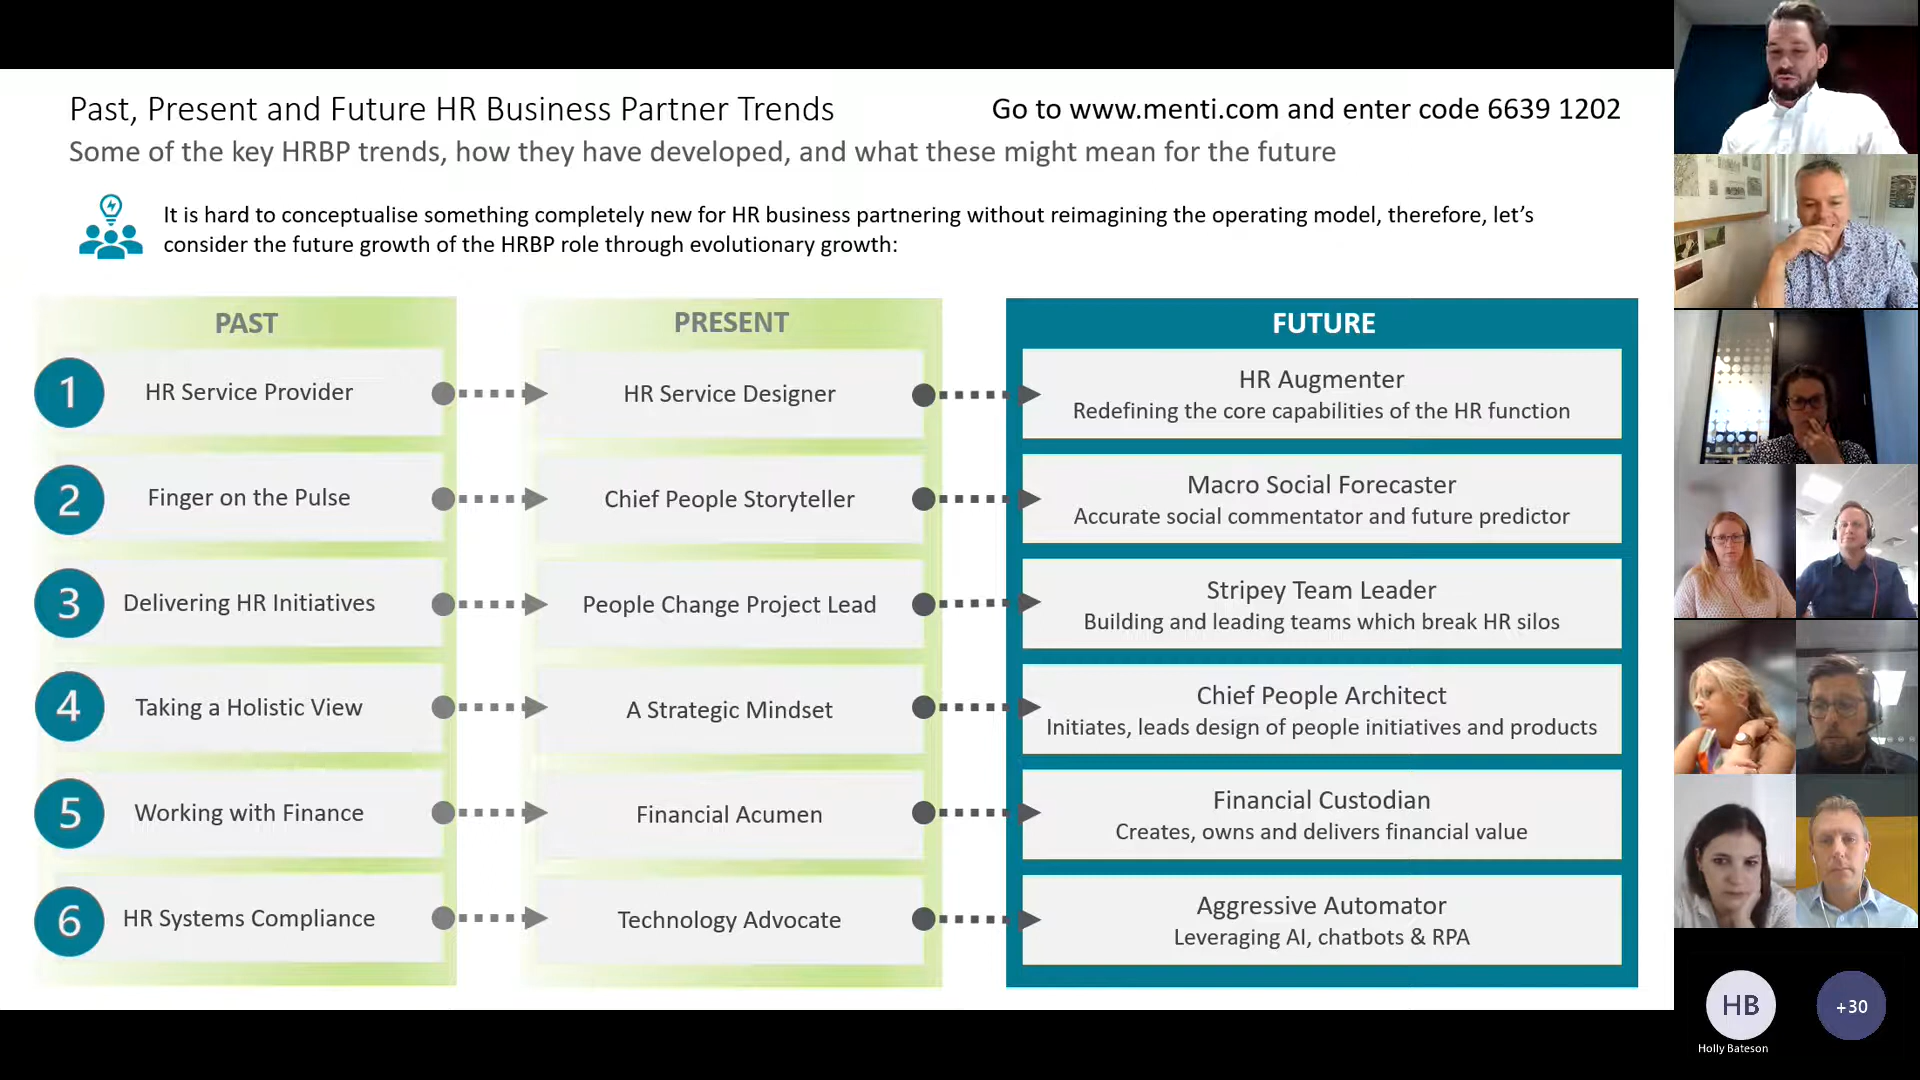 Past, Present and Future HR Business Partner Trends
Go to www.menti.com and enter code 6639 1202
Some of the key HRBP trends, how they have developed, and what these might mean for the future
It is hard to conceptualise something completely new for HR business partnering without reimagining the operating model, therefore, let’s
consider the future growth of the HRBP role through evolutionary growth:
PAST
PRESENT
FUTURE
1
HR Service Provider
HR Service Designer
HR Augmenter
Redefining the core capabilities of the HR function
2
Finger on the Pulse
Chief People Storyteller
Macro Social Forecaster
Accurate social commentator and future predictor
3
Delivering HR Initiatives
People Change Project Lead
Stripey Team Leader
Building and leading teams which break HR silos
4
Taking a Holistic View
A Strategic Mindset
Chief People Architect
Initiates, leads design of people initiatives and products
5
Working with Finance
Financial Acumen
Financial Custodian
Creates, owns and delivers financial value
6
HR Systems Compliance
Technology Advocate
Aggressive Automator
Leveraging AI, chatbots & RPA
HB
+30
Holly Bateson